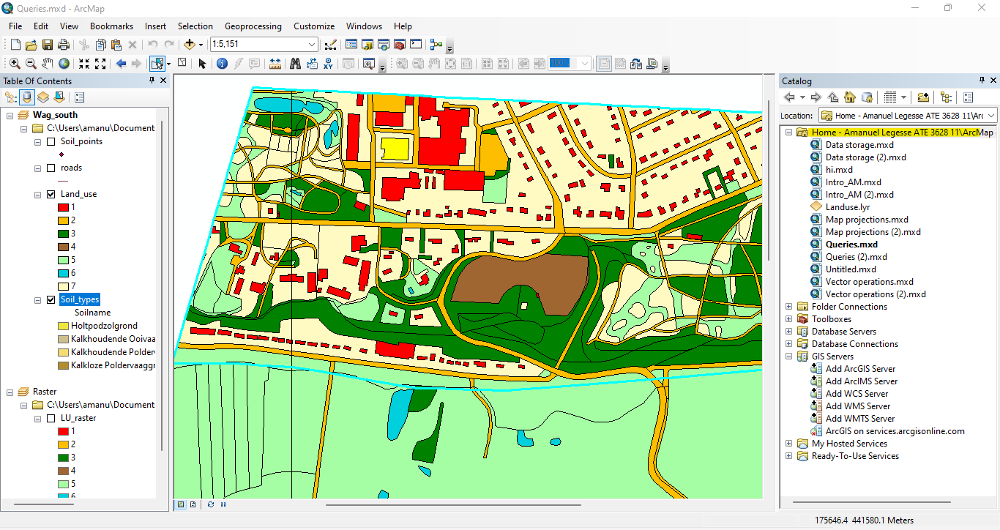 Queries.mxd - ArcMap
File Edit View Bookmarks Insert Selection Geoprocessing Customize Windows Help
1:5,151
100%
Table Of Contents
Wag_south
C:\Users\amanu\Document
Soil_points
roads
Land_use
1
2
3
4
5
6
7
Soil_types
Soilname
Holtpodzolgrond
Kalkhoudende Ooivaa
Kalkhoudende Polder
Kalkloze Poldervaaggr
Raster
C:\Users\amanu\Document
LU_raster
1
2
3
4
5
6
Catalog
Location: Home - Amanuel Legesse ATE 3628 11\Arc
Home - Amanuel Legesse ATE 3628 11\ArcMap
Data storage.mxd
Data storage (2).mxd
hi.mxd
Intro_AM.mxd
Intro_AM (2).mxd
Landuse.lyr
Map projections.mxd
Map projections (2).mxd
Queries.mxd
Queries (2).mxd
Untitled.mxd
Vector operations.mxd
Vector operations (2).mxd
Folder Connections
Toolboxes
Database Servers
Database Connections
GIS Servers
Add ArcGIS Server
Add ArcIMS Server
Add WCS Server
Add WMS Server
Add WMTS Server
ArcGIS on services.arcgisonline.com
My Hosted Services
Ready-To-Use Services
175646.4 441580.1 Meters